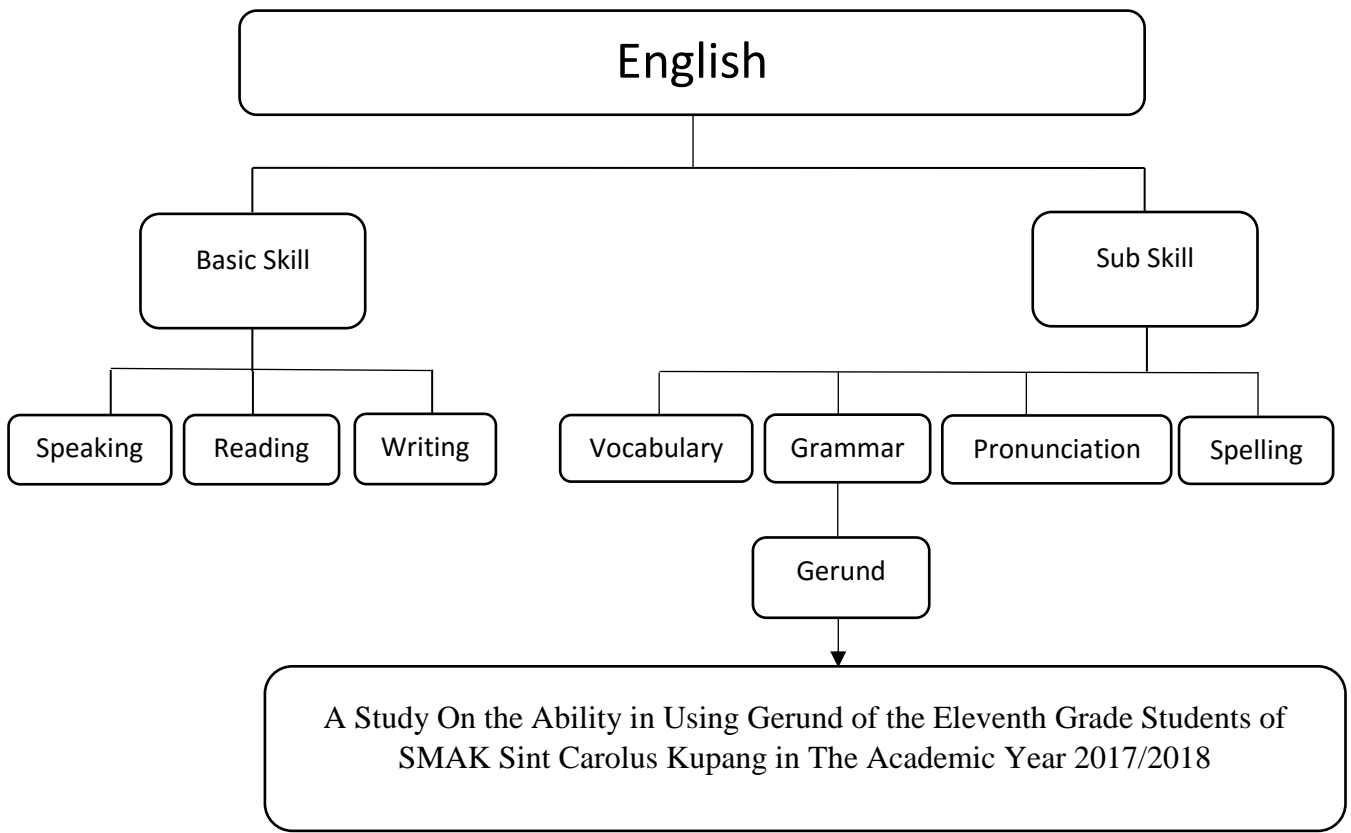 English
Basic Skill
Sub Skill
Speaking
Reading
Writing
Vocabulary
Grammar
Pronunciation
Spelling
Gerund
A Study On the Ability in Using Gerund of the Eleventh Grade Students of
SMAK Sint Carolus Kupang in The Academic Year 2017/2018